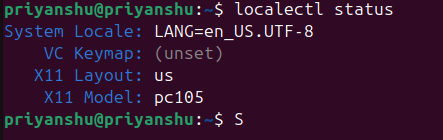 priyanshu@priyanshu:~$ localectl status
System Locale: LANG=en_US.UTF-8
    VC Keymap: (unset)
   X11 Layout: us
    X11 Model: pc105
priyanshu@priyanshu:~$ S